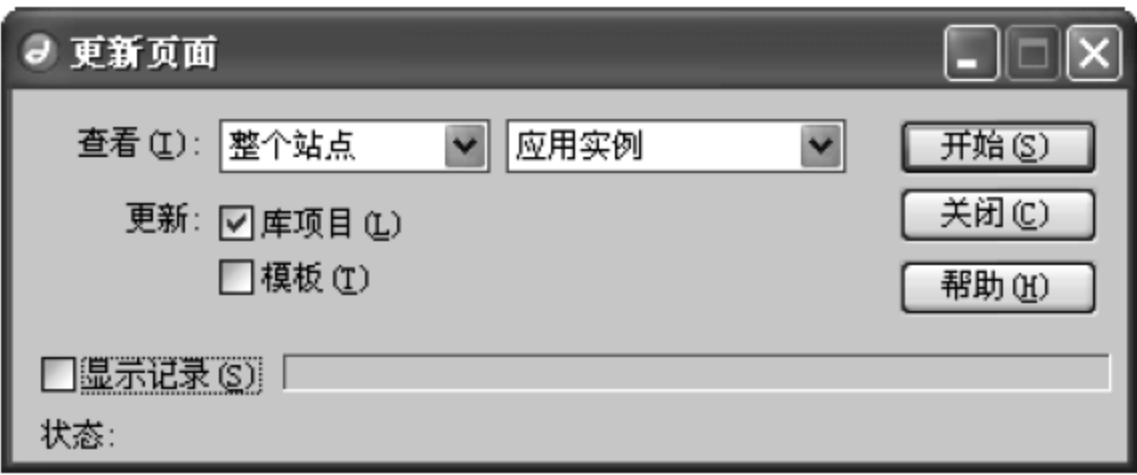 更新页面
查看(I): 整个站点 应用实例 开始(S)
更新: 库项目(L) 关闭(C)
模板(T) 帮助(H)
显示记录(S)
状态: